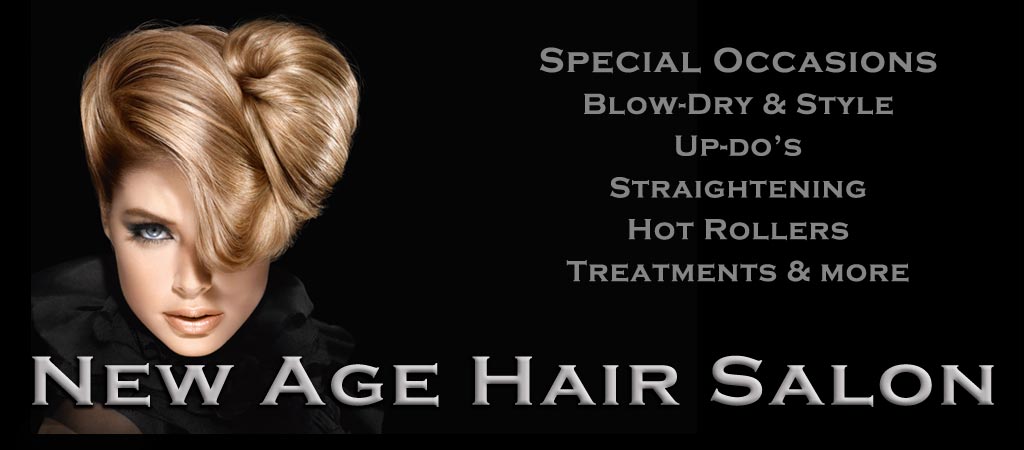 Special Occasions
Blow-Dry & Style
Up-do’s
Straightening
Hot Rollers
Treatments & more
New Age Hair Salon